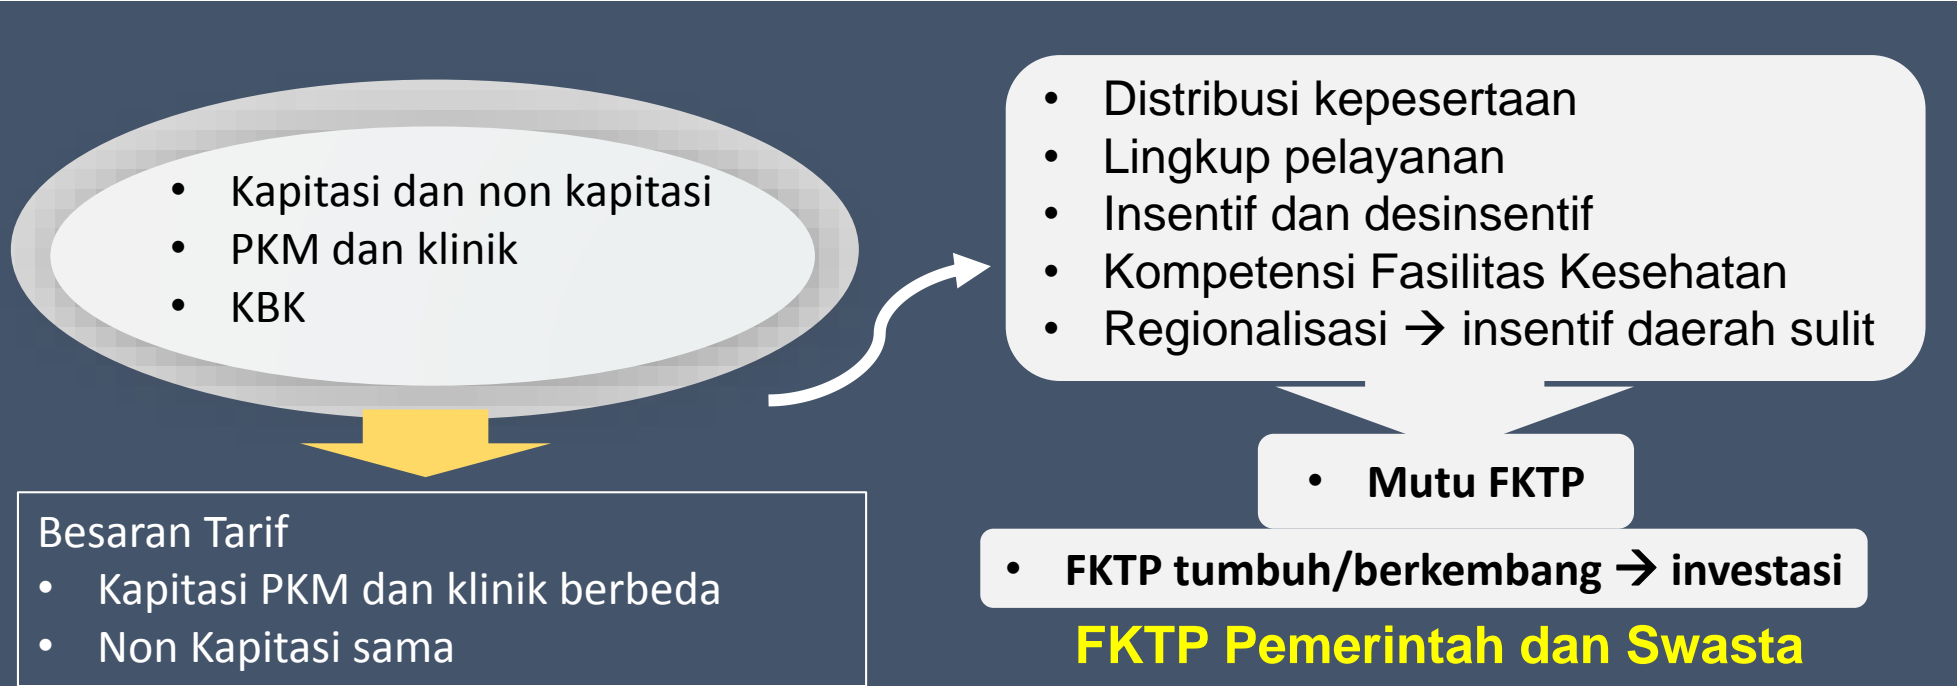 • Kapitasi dan non kapitasi
• PKM dan klinik
• KBK
Besaran Tarif
• Kapitasi PKM dan klinik berbeda
• Non Kapitasi sama
• Distribusi kepesertaan
• Lingkup pelayanan
• Insentif dan desinsentif
• Kompetensi Fasilitas Kesehatan
• Regionalisasi → insentif daerah sulit
• Mutu FKTP
• FKTP tumbuh/berkembang → investasi
FKTP Pemerintah dan Swasta